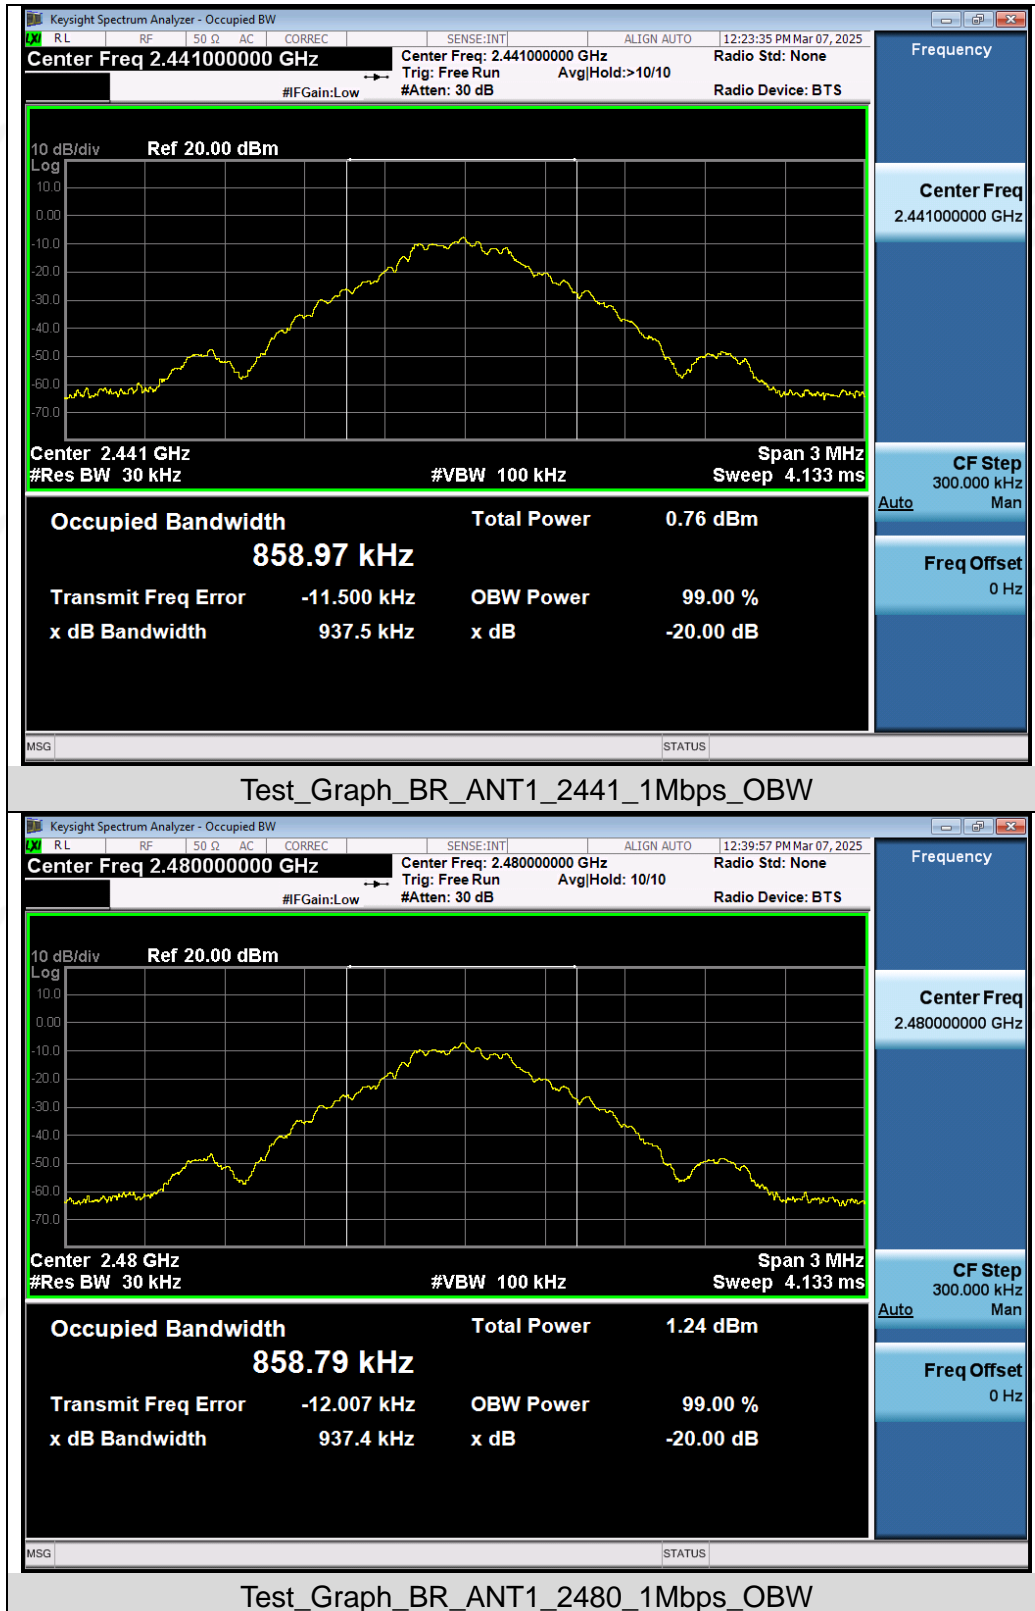 Keysight Spectrum Analyzer - Occupied BW
LXI RL RF 50 Ω AC CORREC SENSE:INT ALIGN AUTO 12:23:35 PM Mar 07, 2025
Center Freq 2.441000000 GHz Center Freq: 2.441000000 GHz Radio Std: None Frequency
Trig: Free Run Avg|Hold:>10/10
#IFGain:Low #Atten: 30 dB Radio Device: BTS
10 dB/div Ref 20.00 dBm
Log
10.0
0.00
-10.0
-20.0
-30.0
-40.0
-50.0
-60.0
-70.0
Center 2.441 GHz Span 3 MHz
#Res BW 30 kHz #VBW 100 kHz Sweep 4.133 ms
Center Freq
2.441000000 GHz
CF Step
300.000 kHz
Auto Man
Freq Offset
0 Hz
Occupied Bandwidth Total Power 0.76 dBm
858.97 kHz
Transmit Freq Error -11.500 kHz OBW Power 99.00 %
x dB Bandwidth 937.5 kHz x dB -20.00 dB
MSG STATUS
Test_Graph_BR_ANT1_2441_1Mbps_OBW
Keysight Spectrum Analyzer - Occupied BW
LXI RL RF 50 Ω AC CORREC SENSE:INT ALIGN AUTO 12:39:57 PM Mar 07, 2025
Center Freq 2.480000000 GHz Center Freq: 2.480000000 GHz Radio Std: None Frequency
Trig: Free Run Avg|Hold: 10/10
#IFGain:Low #Atten: 30 dB Radio Device: BTS
10 dB/div Ref 20.00 dBm
Log
10.0
0.00
-10.0
-20.0
-30.0
-40.0
-50.0
-60.0
-70.0
Center 2.48 GHz Span 3 MHz
#Res BW 30 kHz #VBW 100 kHz Sweep 4.133 ms
Center Freq
2.480000000 GHz
CF Step
300.000 kHz
Auto Man
Freq Offset
0 Hz
Occupied Bandwidth Total Power 1.24 dBm
858.79 kHz
Transmit Freq Error -12.007 kHz OBW Power 99.00 %
x dB Bandwidth 937.4 kHz x dB -20.00 dB
MSG STATUS
Test_Graph_BR_ANT1_2480_1Mbps_OBW